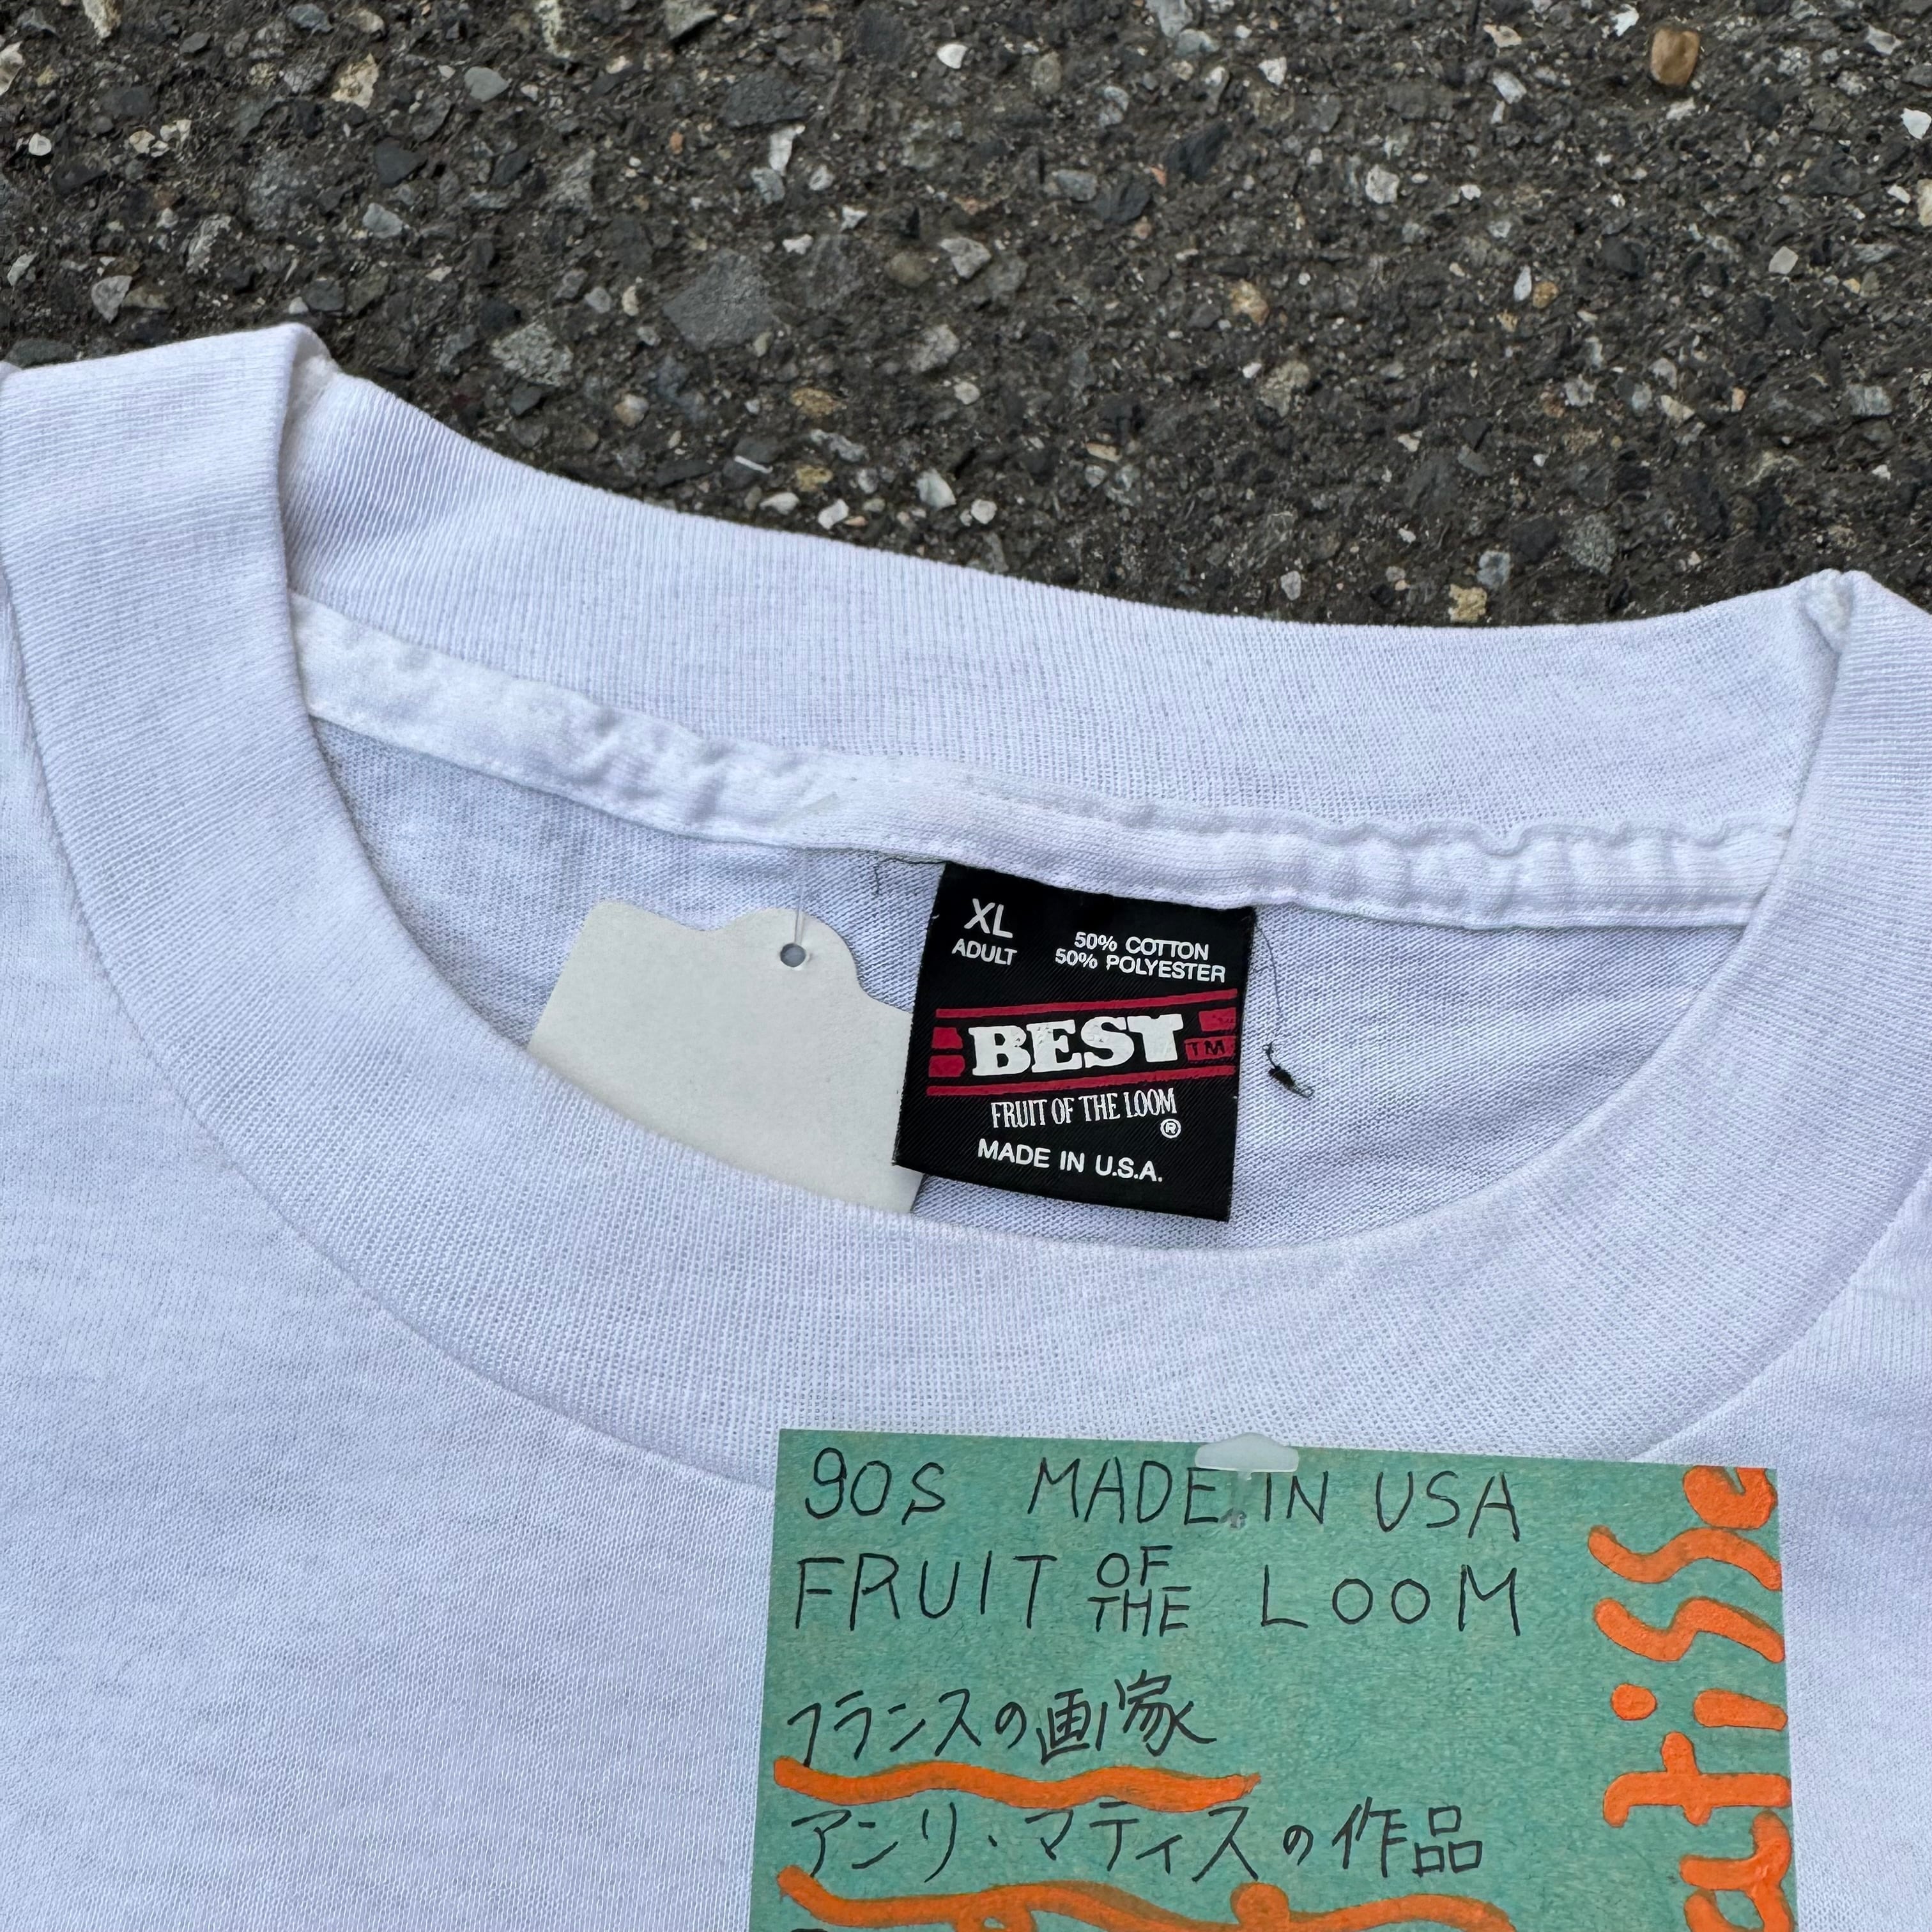 XL
ADULT
50% COTTON
50% POLYESTER
BEST TM
FRUIT OF THE LOOM
®
MADE IN U.S.A.
90s MADE IN USA
FRUIT OF THE LOOM
フランスの画家
アンリ・マティスの作品
atisse